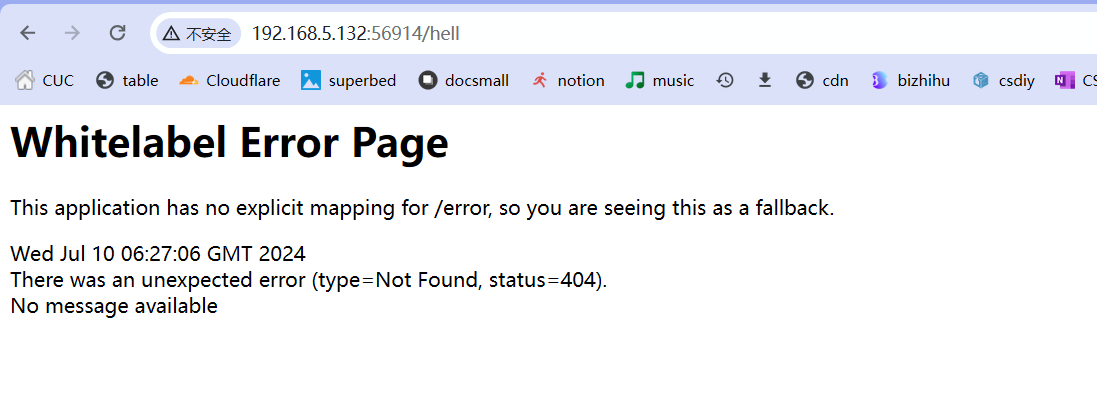 不安全 192.168.5.132:56914/hell
CUC table Cloudflare superbed docsmall notion music cdn bizhihu csdiy CS
Whitelabel Error Page
This application has no explicit mapping for /error, so you are seeing this as a fallback.
Wed Jul 10 06:27:06 GMT 2024
There was an unexpected error (type=Not Found, status=404).
No message available